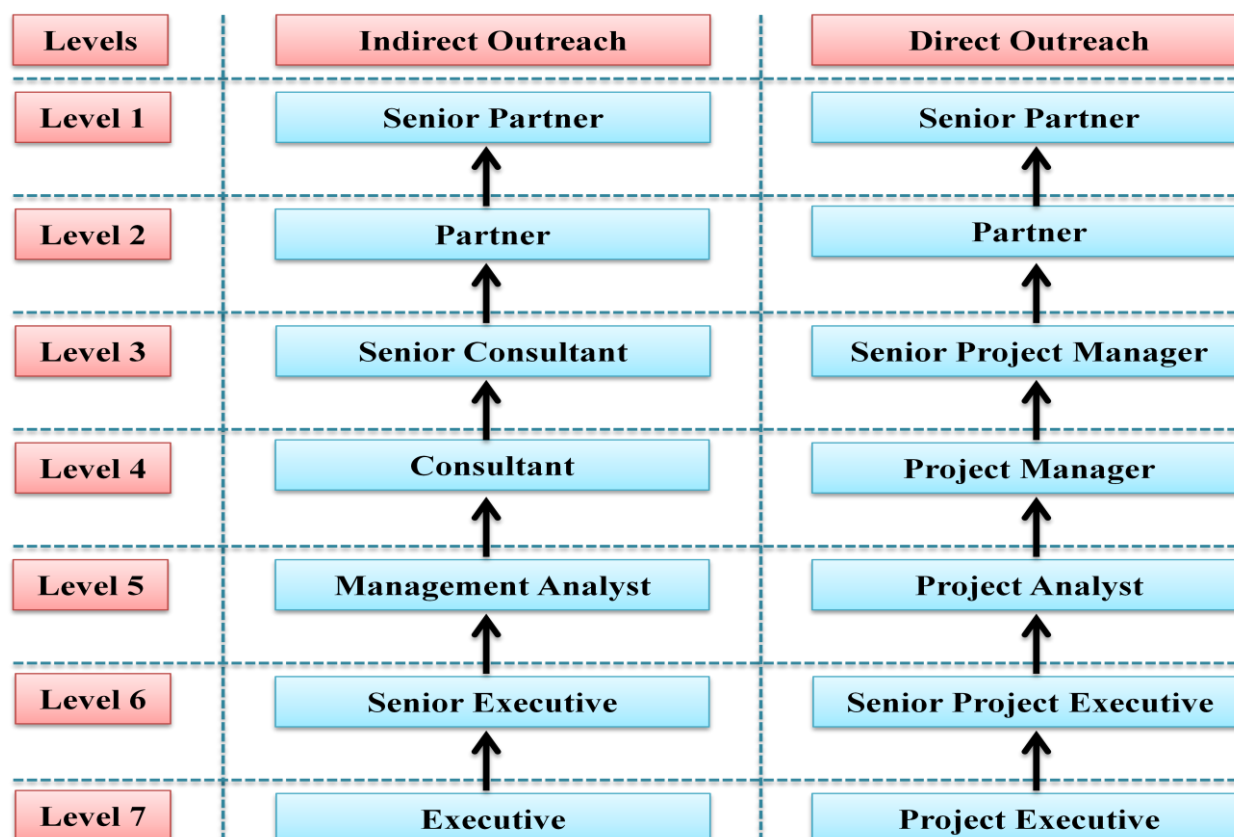 Levels
Indirect Outreach
Direct Outreach
Level 1
Senior Partner
Senior Partner
Level 2
Partner
Partner
Level 3
Senior Consultant
Senior Project Manager
Level 4
Consultant
Project Manager
Level 5
Management Analyst
Project Analyst
Level 6
Senior Executive
Senior Project Executive
Level 7
Executive
Project Executive